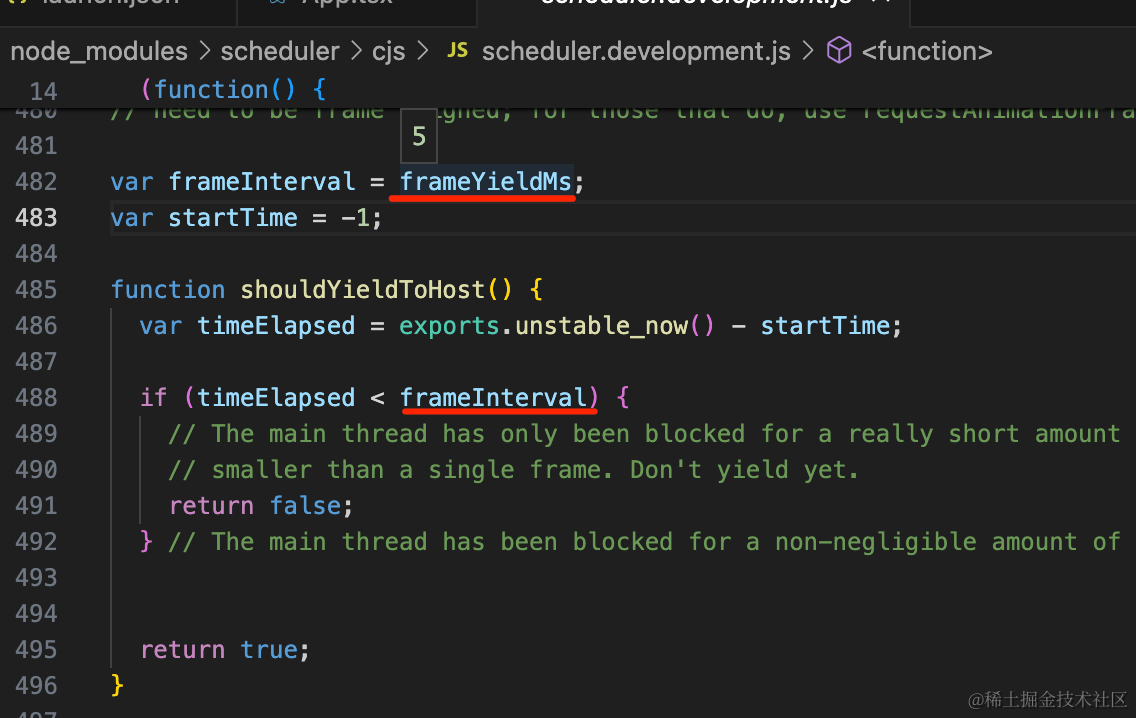 launch.json App.tsx scheduler.development.js
node_modules > scheduler > cjs > JS scheduler.development.js > <function>
14 (function() {
480 // need to be frame igned; for those that do, use requestAnimationFra
481
5
482 var frameInterval = frameYieldMs;
483 var startTime = -1;
484
485 function shouldYieldToHost() {
486 var timeElapsed = exports.unstable_now() - startTime;
487
488 if (timeElapsed < frameInterval) {
489 // The main thread has only been blocked for a really short amount
490 // smaller than a single frame. Don't yield yet.
491 return false;
492 } // The main thread has been blocked for a non-negligible amount of
493
494
495 return true;
496 }
497
@稀土掘金技术社区